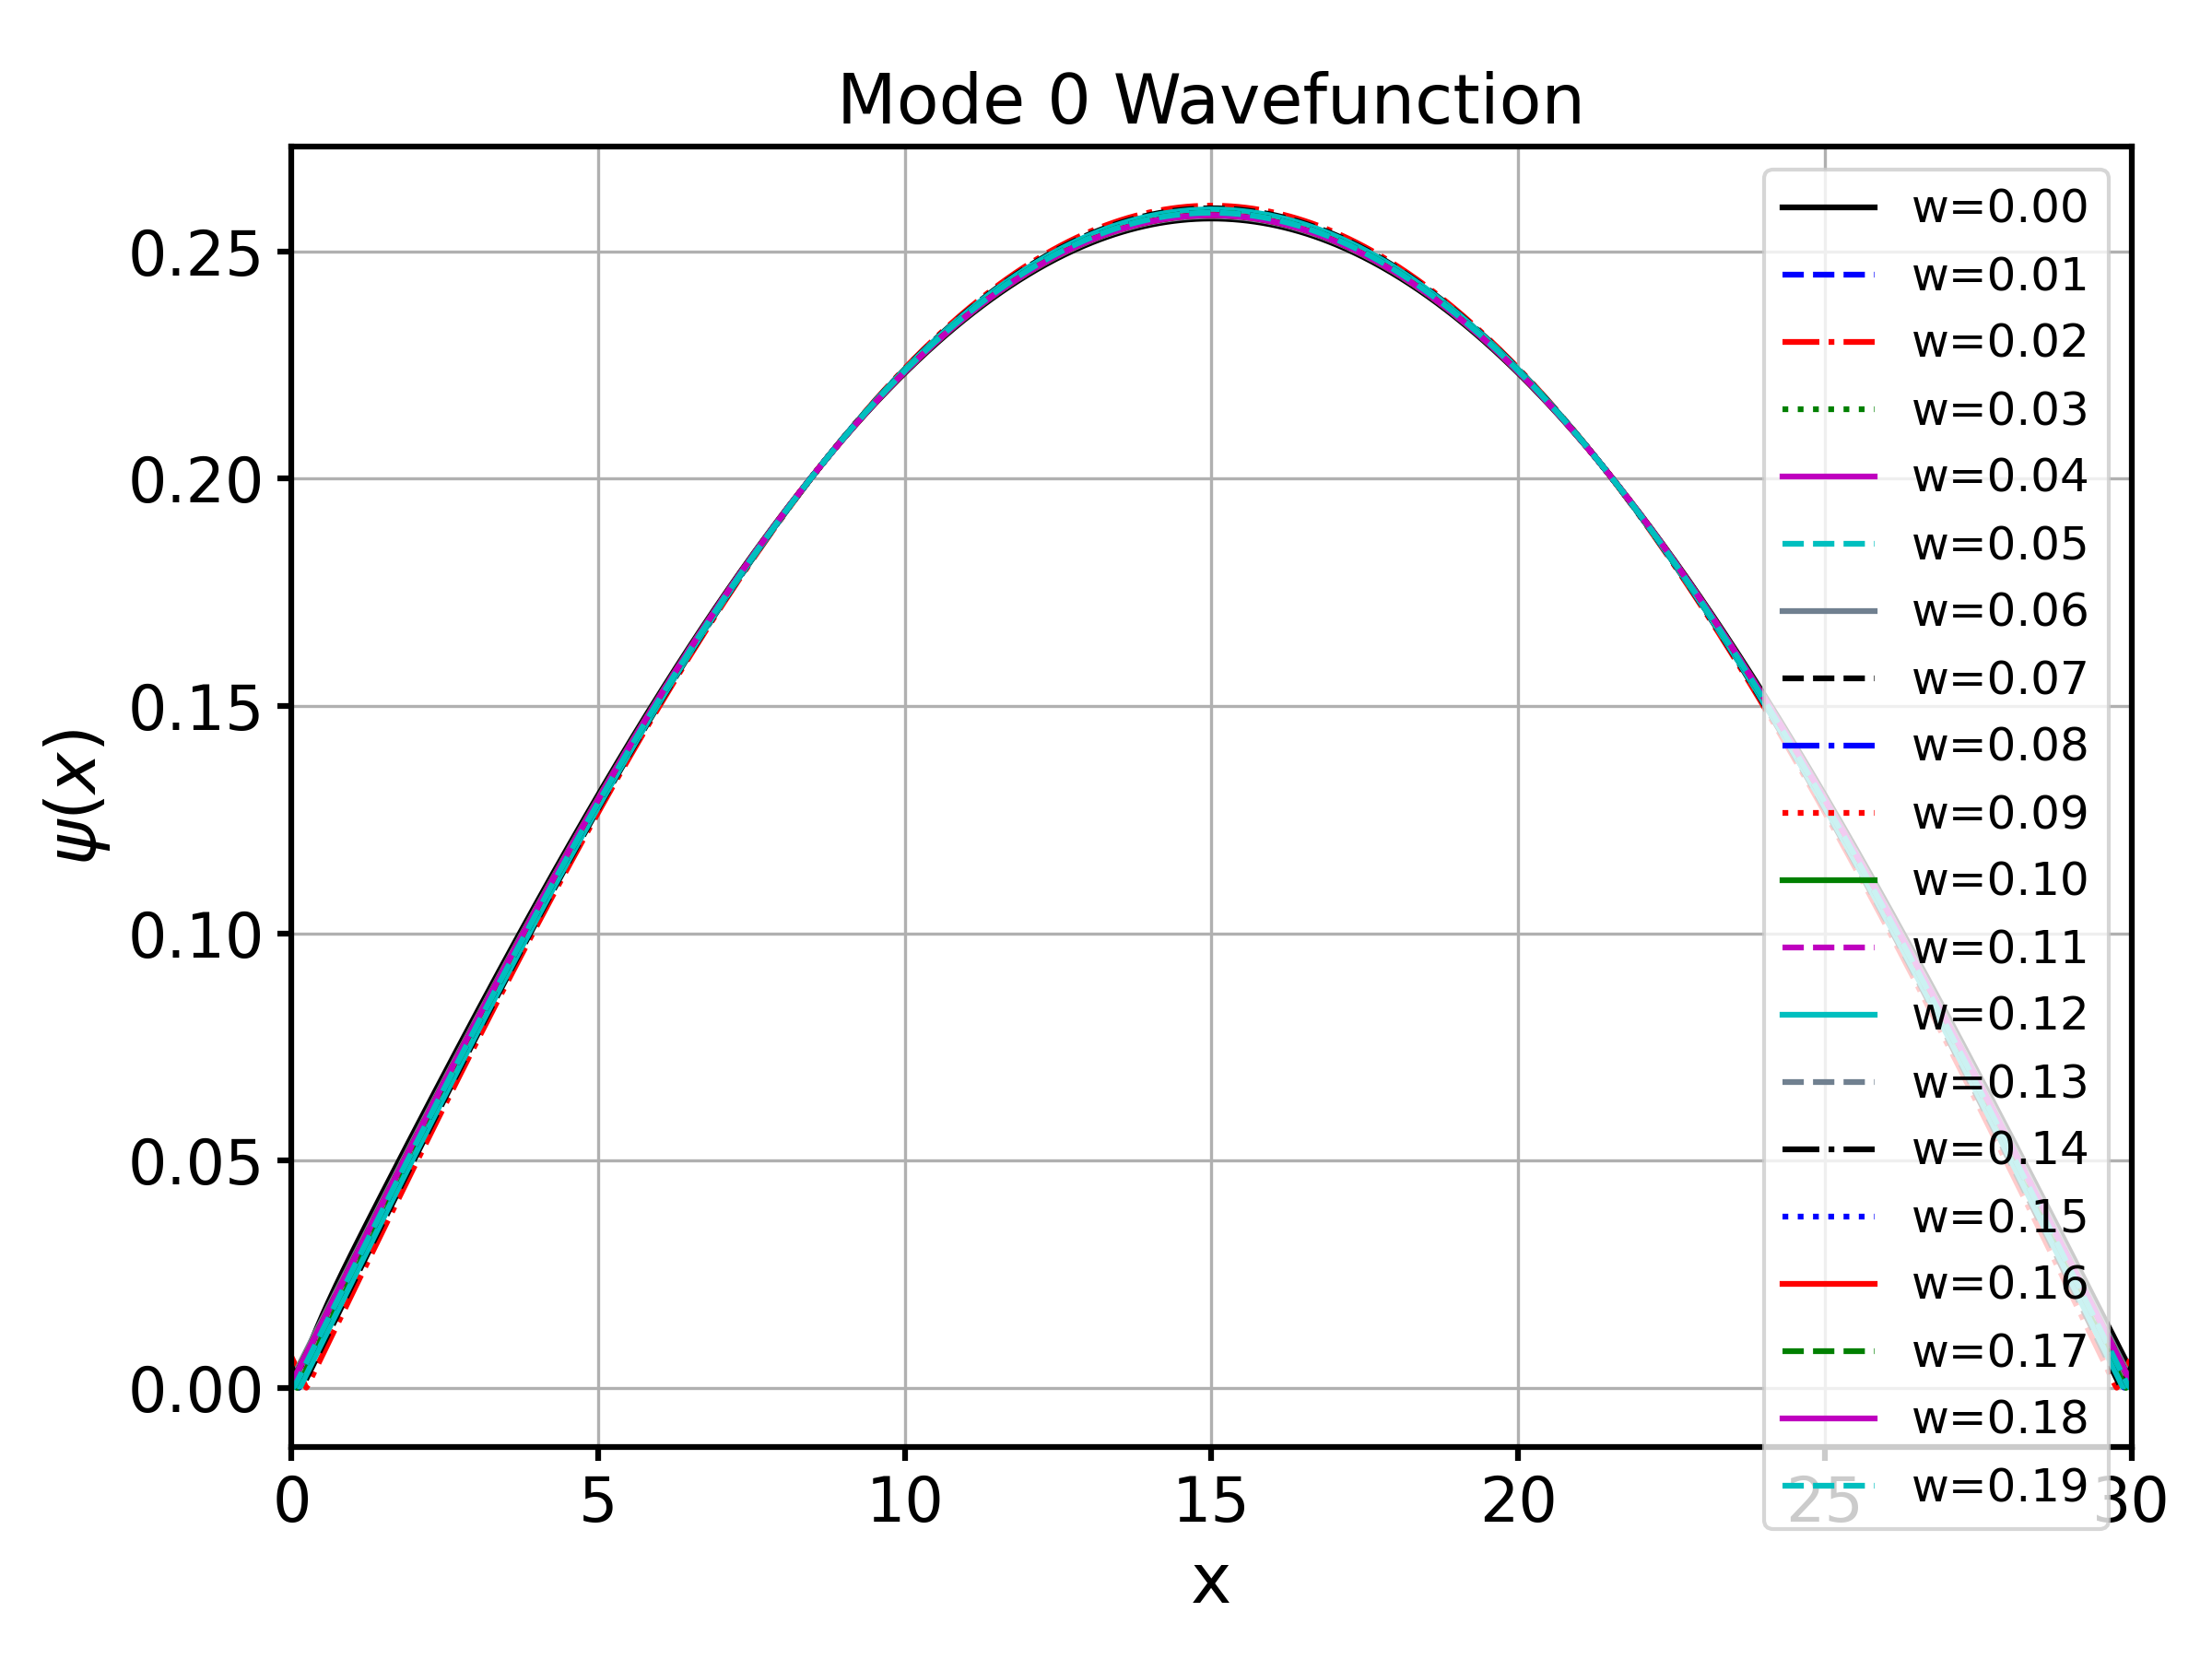 Mode 0 Wavefunction
0.25
0.20
0.15
0.10
0.05
0.00
ψ(x)
0 5 10 15 20 25 30
x
w=0.00
w=0.01
w=0.02
w=0.03
w=0.04
w=0.05
w=0.06
w=0.07
w=0.08
w=0.09
w=0.10
w=0.11
w=0.12
w=0.13
w=0.14
w=0.15
w=0.16
w=0.17
w=0.18
w=0.19